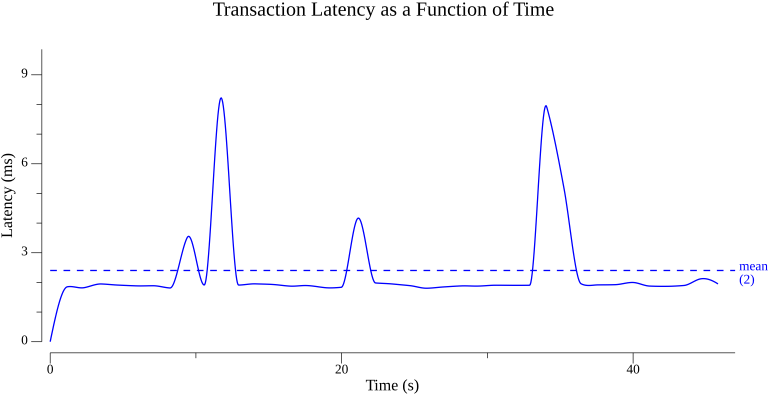 Transaction Latency as a Function of Time
Latency (ms)
9
6
3
0
mean
(2)
0
20
40
Time (s)